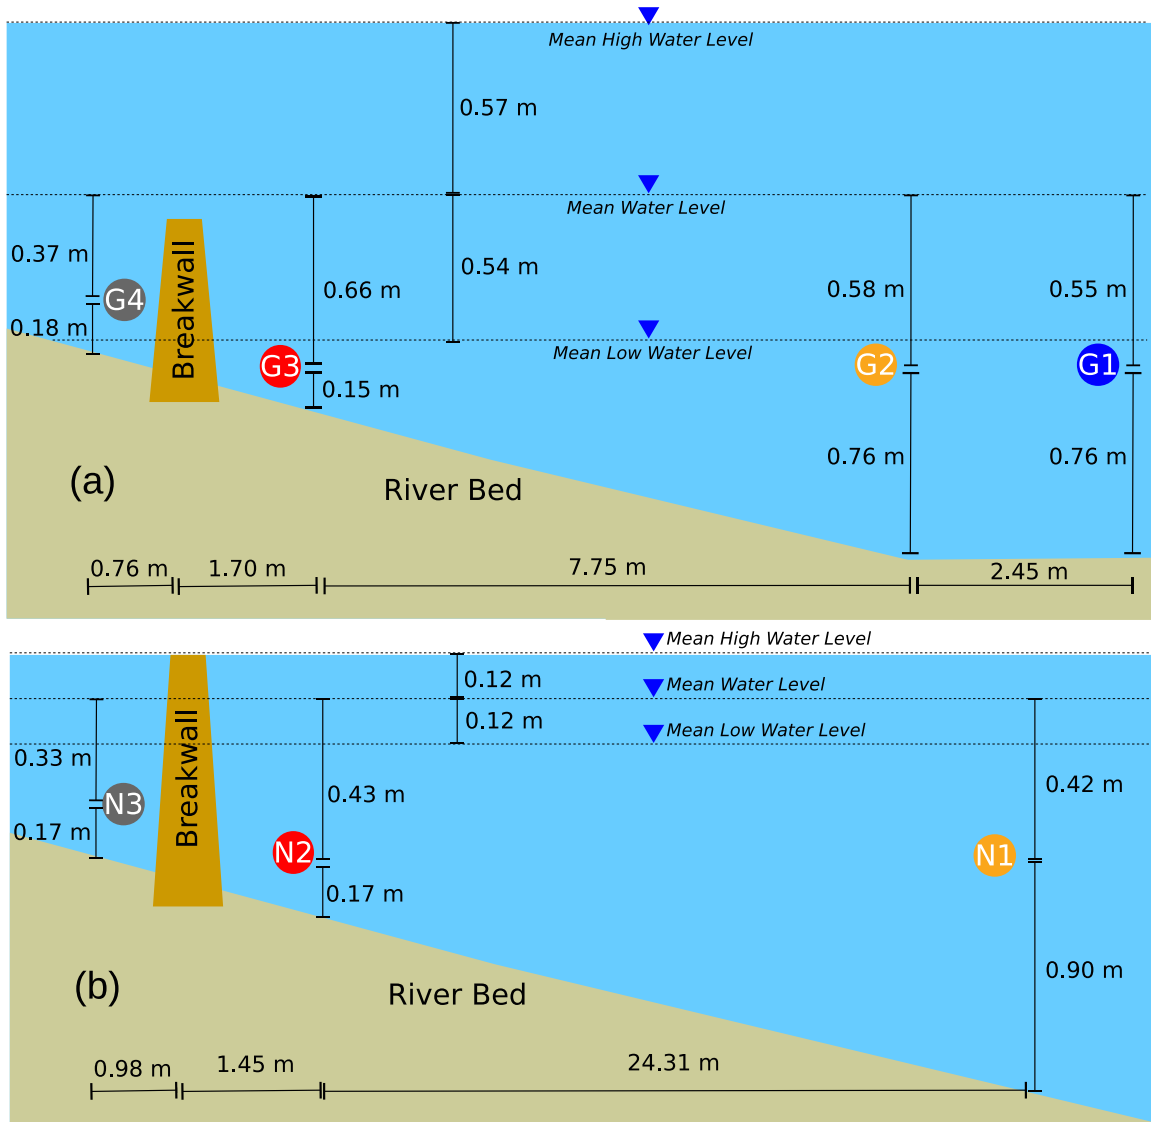 Mean High Water Level
0.57 m
Mean Water Level
0.37 m
Breakwall
0.54 m
0.66 m
0.58 m
0.55 m
G4
0.18 m
Mean Low Water Level
G3
G2
G1
0.15 m
0.76 m
0.76 m
(a)
River Bed
0.76 m
1.70 m
7.75 m
2.45 m
Mean High Water Level
0.12 m
Mean Water Level
0.12 m
Mean Low Water Level
0.33 m
Breakwall
0.43 m
0.42 m
N3
0.17 m
N2
N1
0.17 m
0.90 m
(b)
River Bed
0.98 m
1.45 m
24.31 m